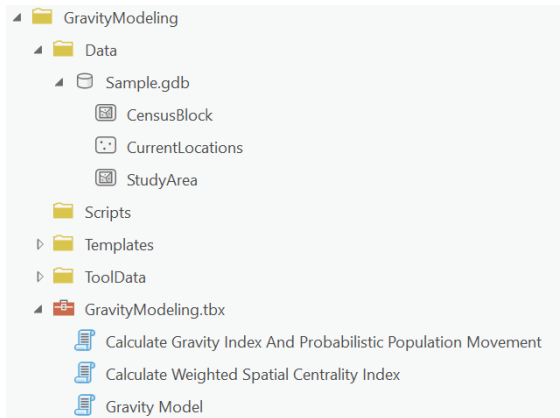 GravityModeling
Data
Sample.gdb
CensusBlock
CurrentLocations
StudyArea
Scripts
Templates
ToolData
GravityModeling.tbx
Calculate Gravity Index And Probabilistic Population Movement
Calculate Weighted Spatial Centrality Index
Gravity Model